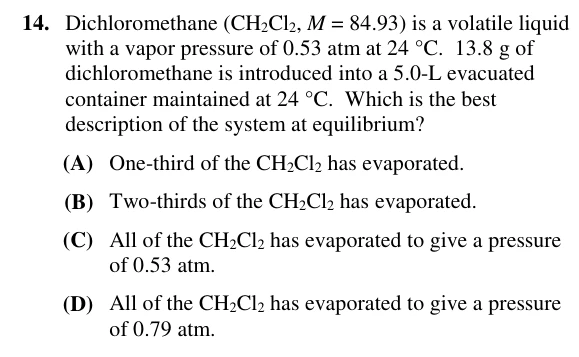 14. Dichloromethane (CH₂Cl₂, M = 84.93) is a volatile liquid
with a vapor pressure of 0.53 atm at 24 °C. 13.8 g of
dichloromethane is introduced into a 5.0-L evacuated
container maintained at 24 °C. Which is the best
description of the system at equilibrium?
(A) One-third of the CH₂Cl₂ has evaporated.
(B) Two-thirds of the CH₂Cl₂ has evaporated.
(C) All of the CH₂Cl₂ has evaporated to give a pressure
of 0.53 atm.
(D) All of the CH₂Cl₂ has evaporated to give a pressure
of 0.79 atm.